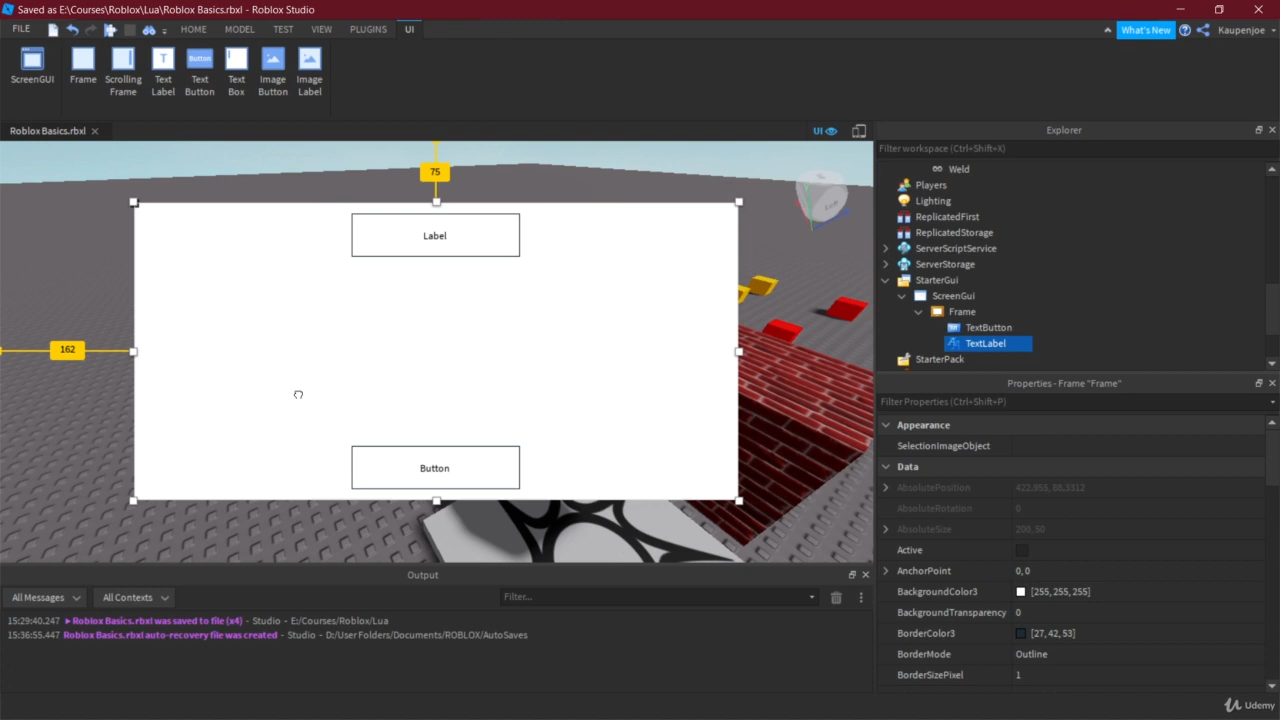 Saved as E:\Courses\Roblox\Lua\Roblox Basics.rbxl - Roblox Studio
FILE HOME MODEL TEST VIEW PLUGINS UI What's New Kaupenjoe
ScreenGUI Frame Scrolling Frame Text Label Button Text Button Text Box Image Button Image Label
Roblox Basics.rbxl UI
75
Label
162
Button
Explorer
Filter workspace (Ctrl+Shift+X)
Weld
Players
Lighting
ReplicatedFirst
ReplicatedStorage
ServerScriptService
ServerStorage
StarterGui
ScreenGui
Frame
TextButton
TextLabel
StarterPack
Properties - Frame "Frame"
Filter Properties (Ctrl+Shift+P)
Appearance
SelectionImageObject
Data
AbsolutePosition 422.955, 88.3312
AbsoluteRotation 0
AbsoluteSize 200, 50
Active
AnchorPoint 0, 0
BackgroundColor3 [255, 255, 255]
BackgroundTransparency 0
BorderColor3 [27, 42, 53]
BorderMode Outline
BorderSizePixel 1
Output
All Messages All Contexts Filter...
15:29:40.247 Roblox Basics.rbxl was saved to file (x4) - Studio - E:/Courses/Roblox/Lua
15:36:55.447 Roblox Basics.rbxl auto-recovery file was created - Studio - D:/UserFolders/Documents/ROBLOX/AutoSaves
Udemy